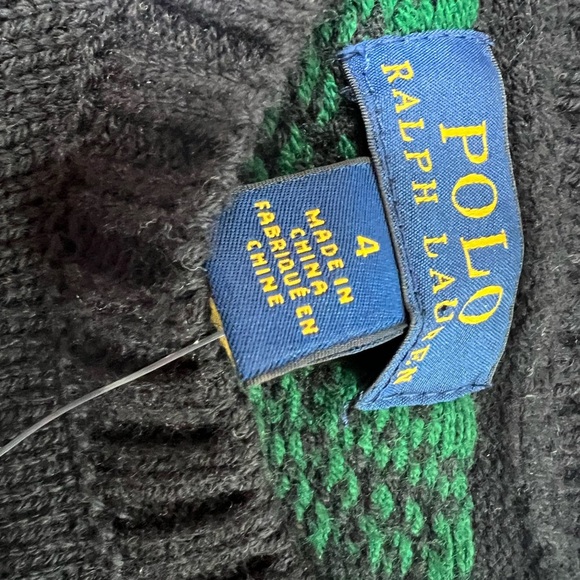 POLO
RALPH LAUREN
4
MADE IN
CHINA
FABRIQUÉ EN
CHINE